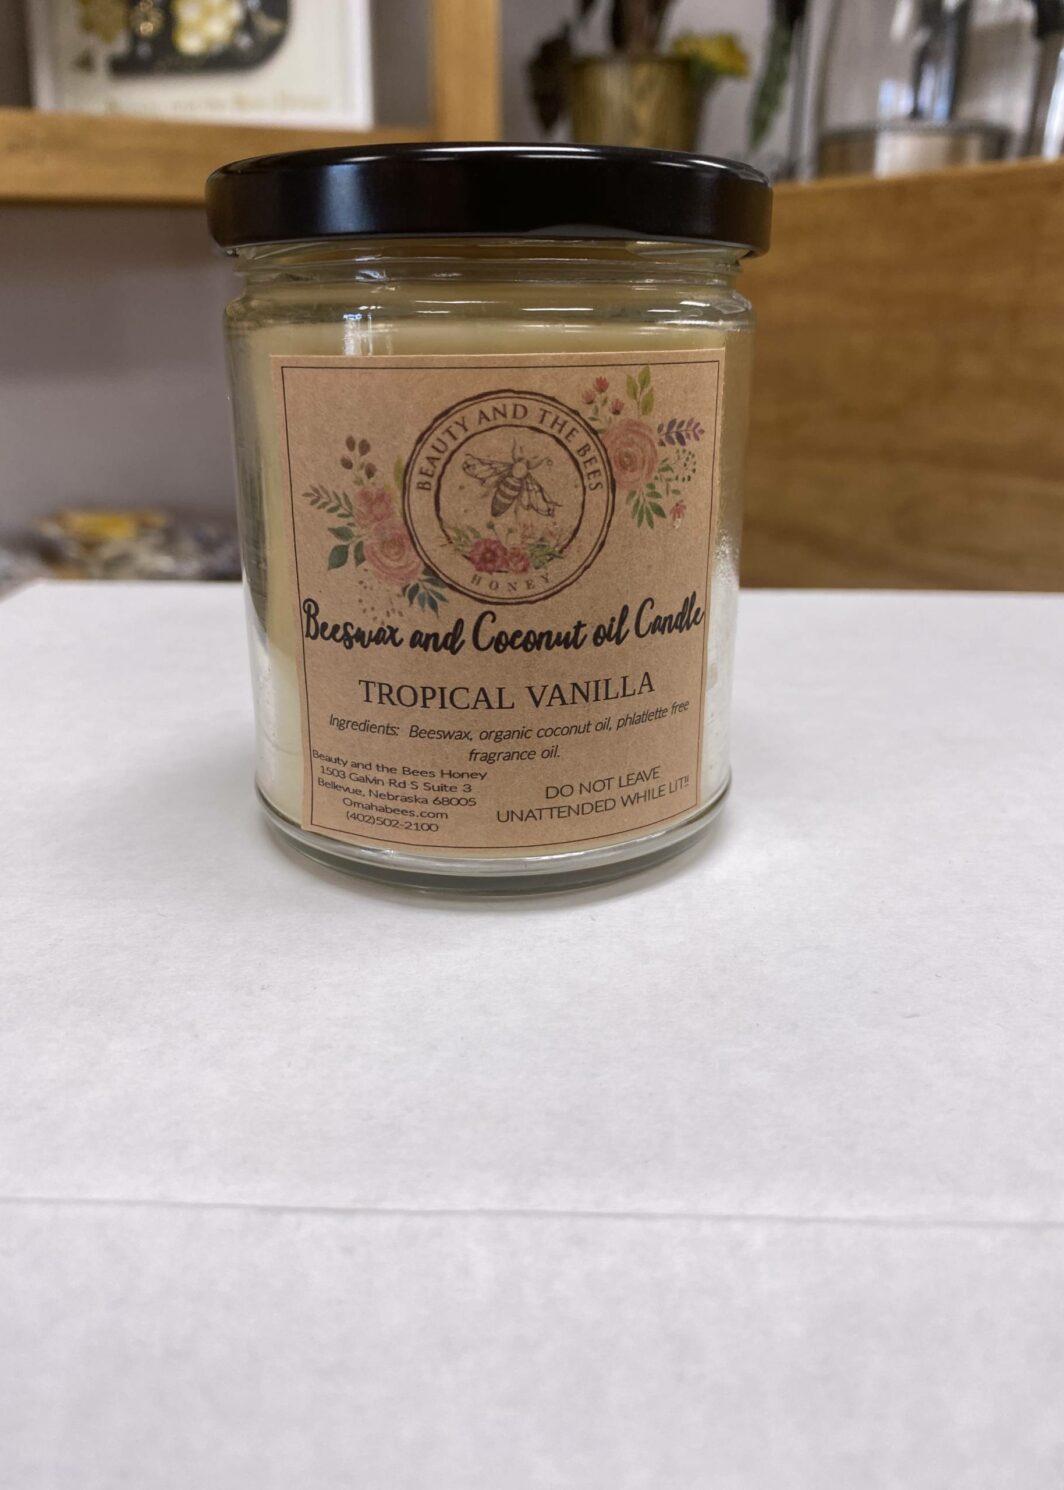 BEAUTY AND THE BEES
HONEY
Beeswax and Coconut oil Candle
TROPICAL VANILLA
Ingredients: Beeswax, organic coconut oil, phlatlette free
fragrance oil.
Beauty and the Bees Honey
1503 Galvin Rd S Suite 3
Bellevue, Nebraska 68005
Omahabees.com
(402)502-2100
DO NOT LEAVE
UNATTENDED WHILE LIT!!